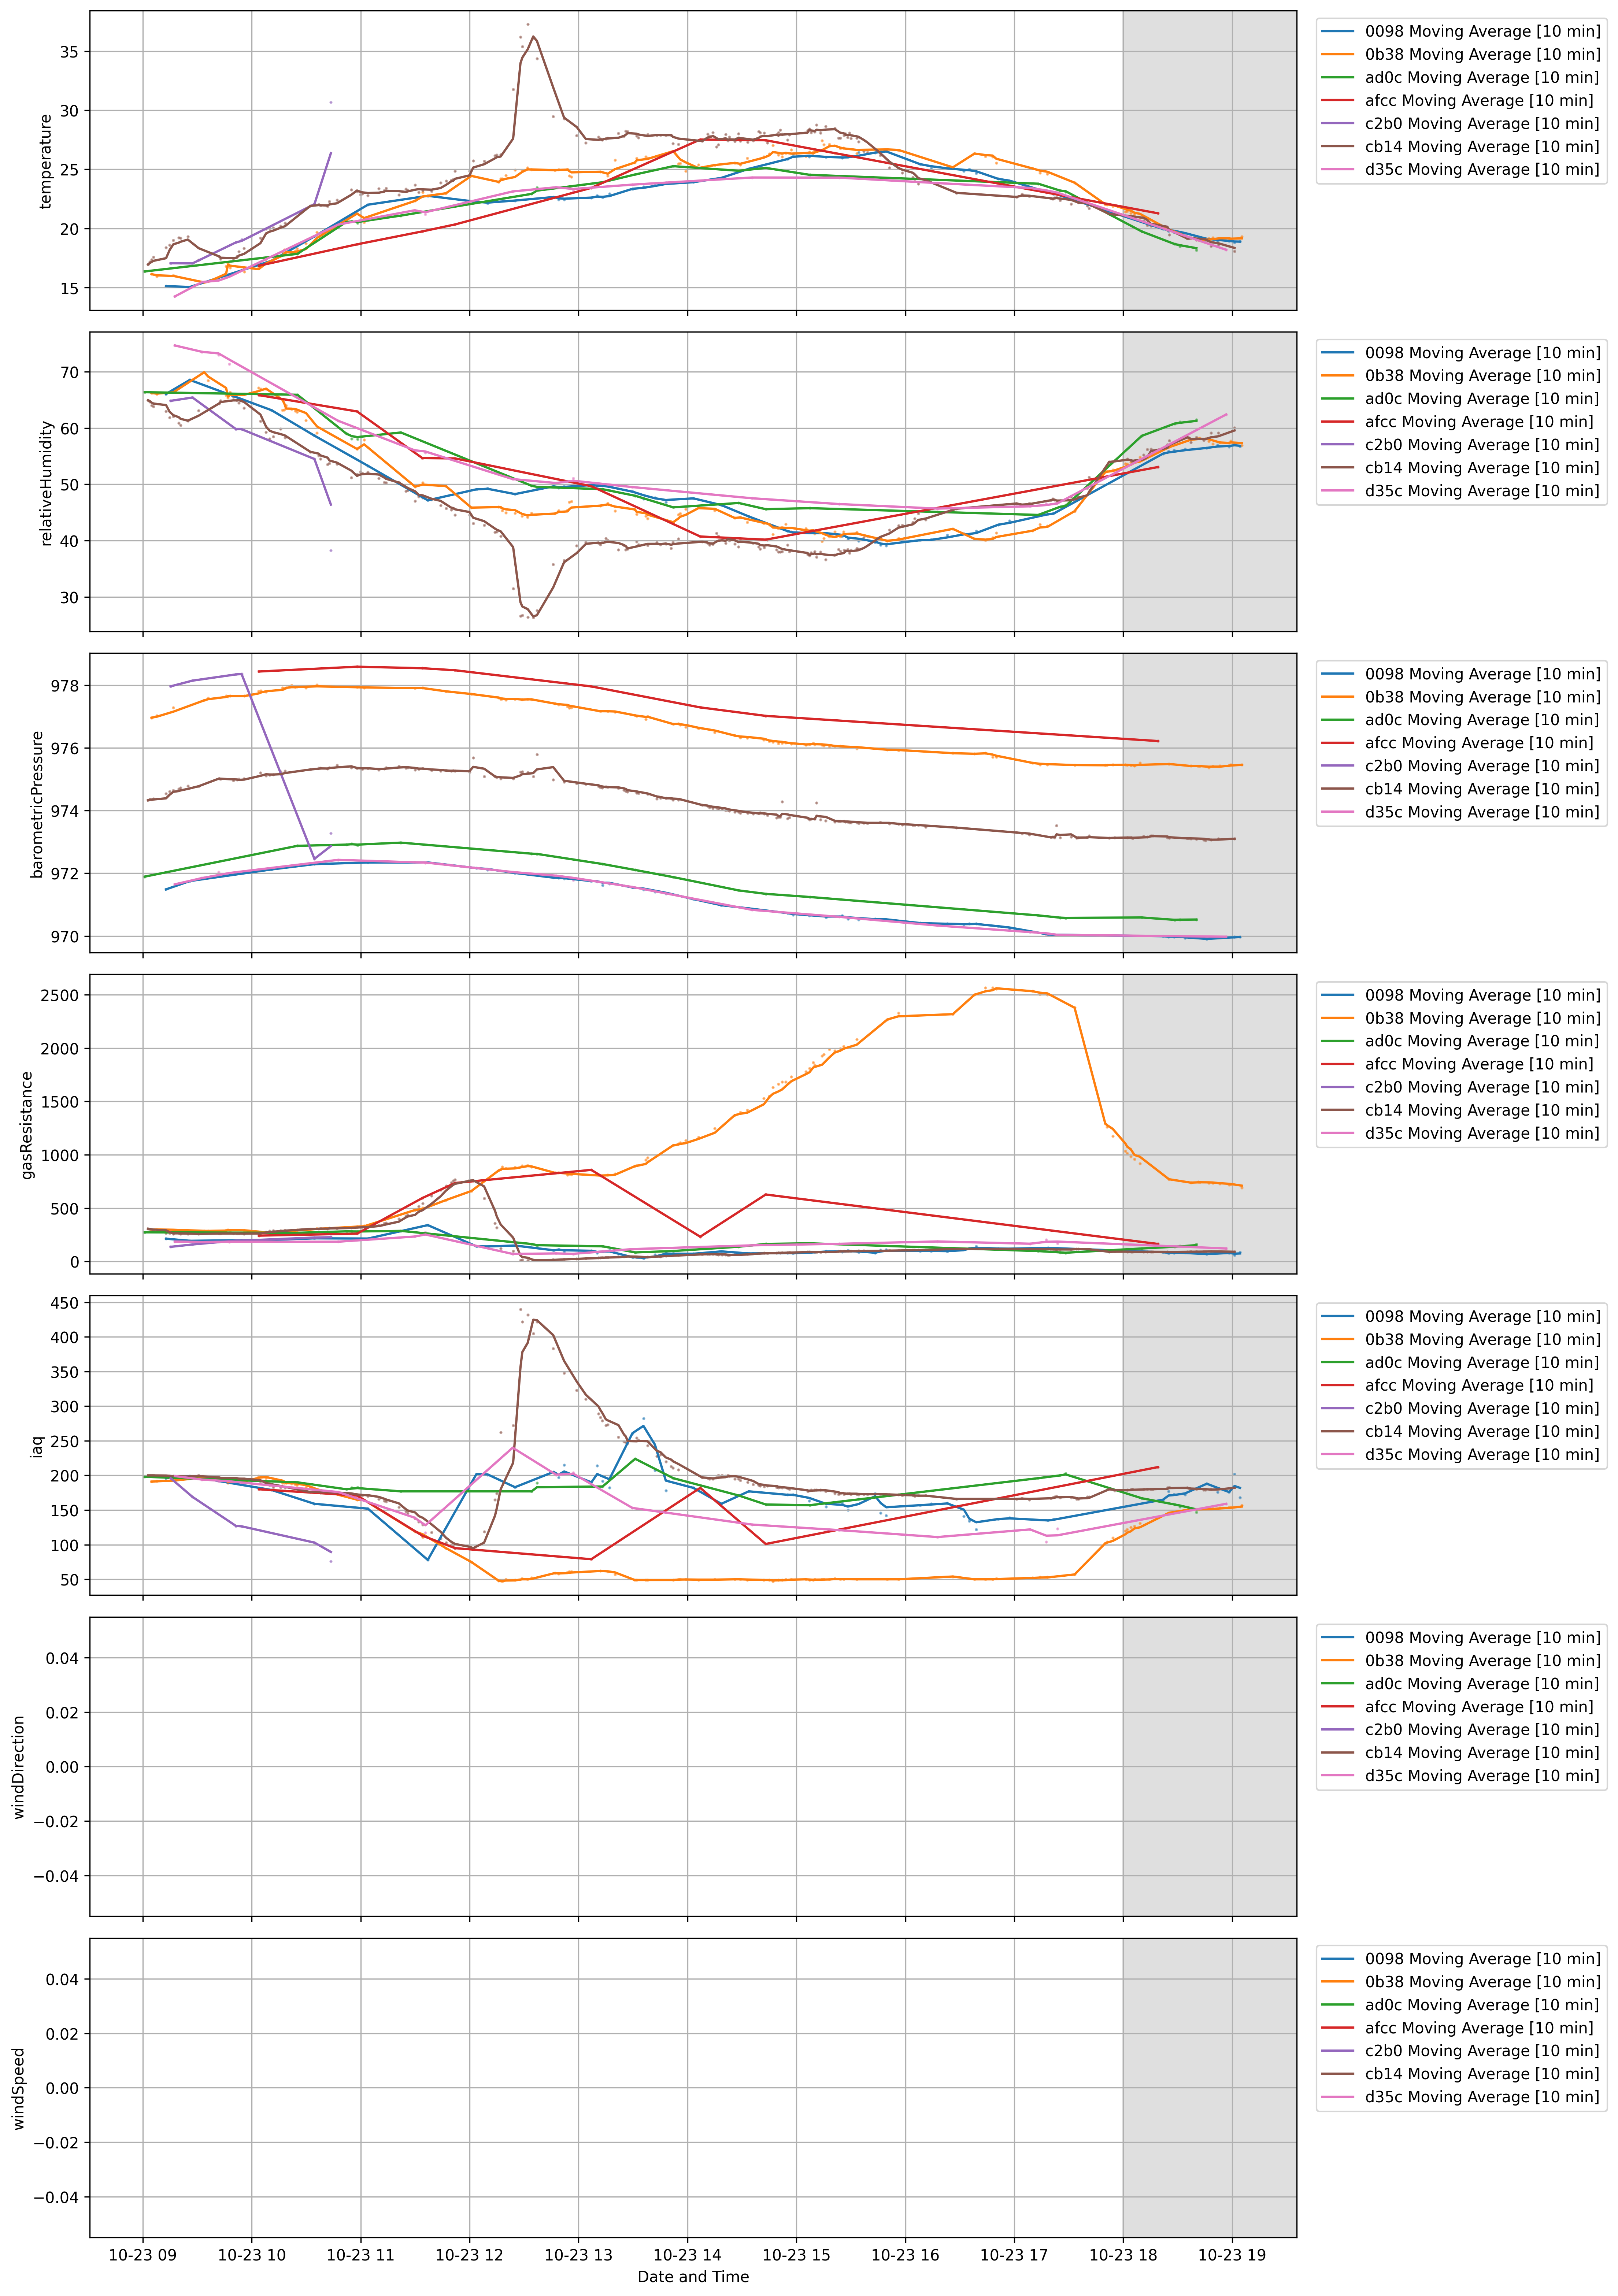 temperature
35
30
25
20
15
0098 Moving Average [10 min]
0b38 Moving Average [10 min]
ad0c Moving Average [10 min]
afcc Moving Average [10 min]
c2b0 Moving Average [10 min]
cb14 Moving Average [10 min]
d35c Moving Average [10 min]
relativeHumidity
70
60
50
40
30
0098 Moving Average [10 min]
0b38 Moving Average [10 min]
ad0c Moving Average [10 min]
afcc Moving Average [10 min]
c2b0 Moving Average [10 min]
cb14 Moving Average [10 min]
d35c Moving Average [10 min]
barometricPressure
978
976
974
972
970
0098 Moving Average [10 min]
0b38 Moving Average [10 min]
ad0c Moving Average [10 min]
afcc Moving Average [10 min]
c2b0 Moving Average [10 min]
cb14 Moving Average [10 min]
d35c Moving Average [10 min]
gasResistance
2500
2000
1500
1000
500
0
0098 Moving Average [10 min]
0b38 Moving Average [10 min]
ad0c Moving Average [10 min]
afcc Moving Average [10 min]
c2b0 Moving Average [10 min]
cb14 Moving Average [10 min]
d35c Moving Average [10 min]
iaq
450
400
350
300
250
200
150
100
50
0098 Moving Average [10 min]
0b38 Moving Average [10 min]
ad0c Moving Average [10 min]
afcc Moving Average [10 min]
c2b0 Moving Average [10 min]
cb14 Moving Average [10 min]
d35c Moving Average [10 min]
windDirection
0.04
0.02
0.00
−0.02
−0.04
0098 Moving Average [10 min]
0b38 Moving Average [10 min]
ad0c Moving Average [10 min]
afcc Moving Average [10 min]
c2b0 Moving Average [10 min]
cb14 Moving Average [10 min]
d35c Moving Average [10 min]
windSpeed
0.04
0.02
0.00
−0.02
−0.04
0098 Moving Average [10 min]
0b38 Moving Average [10 min]
ad0c Moving Average [10 min]
afcc Moving Average [10 min]
c2b0 Moving Average [10 min]
cb14 Moving Average [10 min]
d35c Moving Average [10 min]
10-23 09 10-23 10 10-23 11 10-23 12 10-23 13 10-23 14 10-23 15 10-23 16 10-23 17 10-23 18 10-23 19
Date and Time